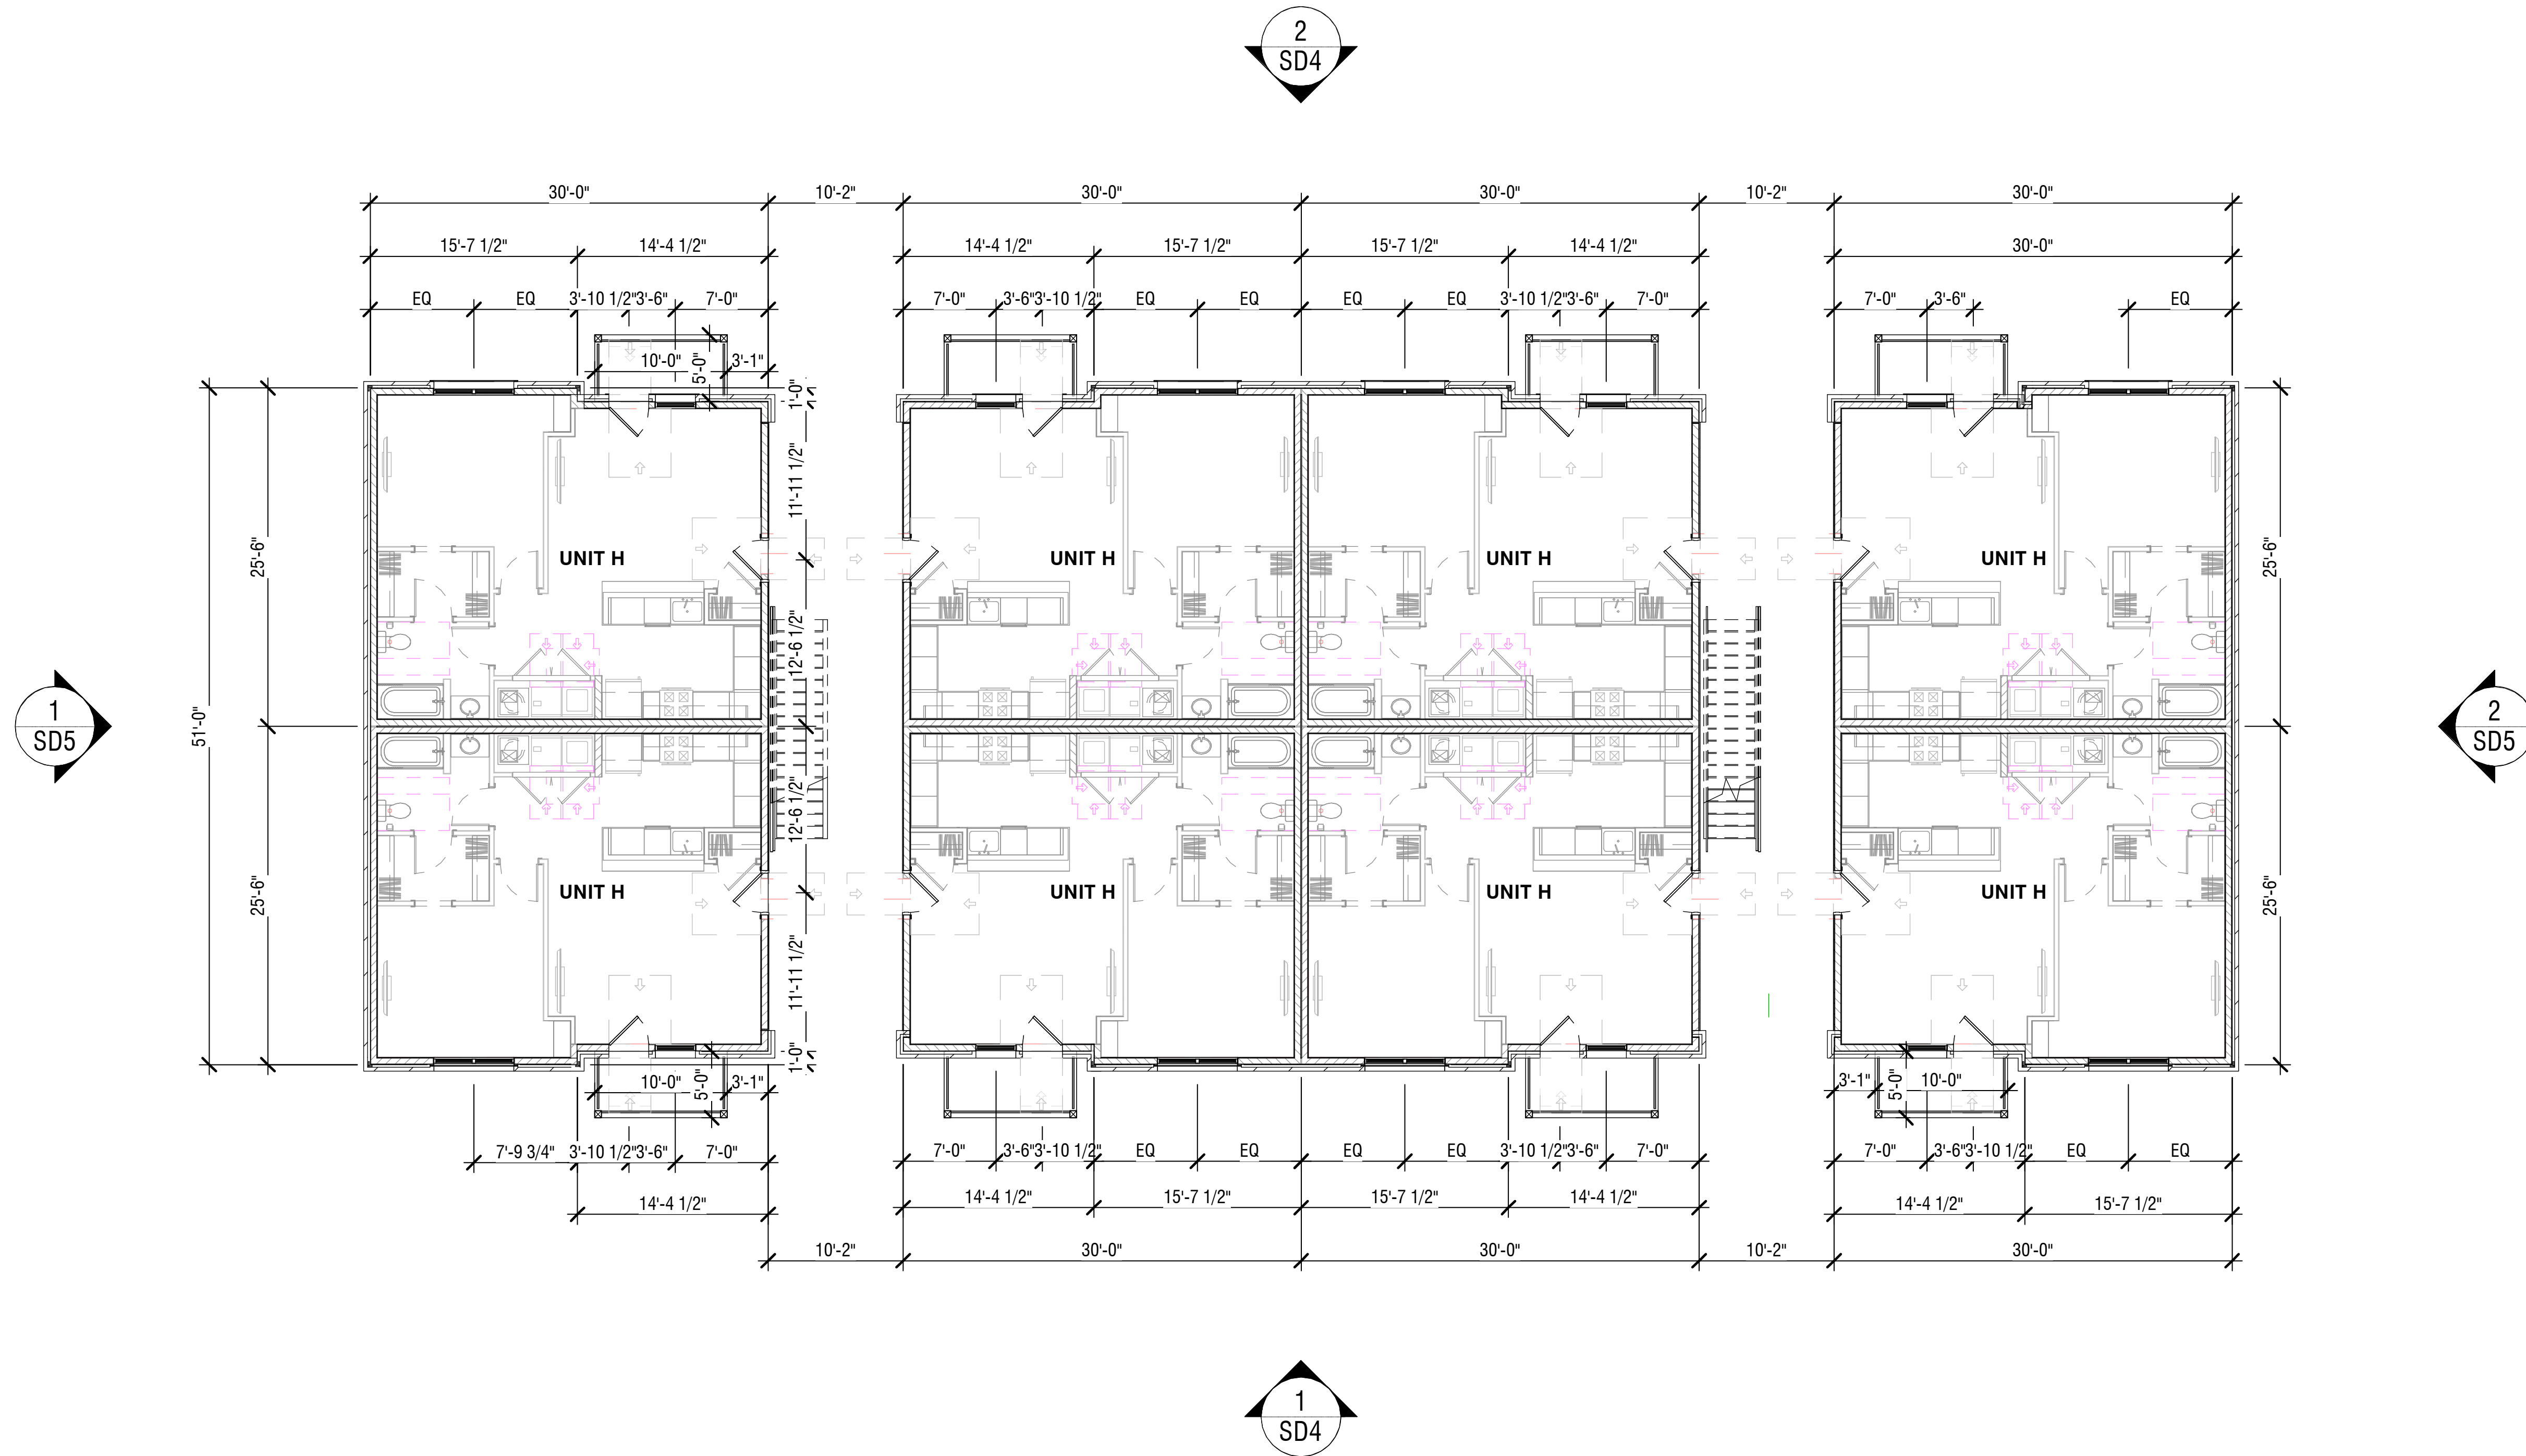 2
SD4
30'-0" 10'-2" 30'-0" 30'-0" 10'-2" 30'-0"
15'-7 1/2" 14'-4 1/2" 14'-4 1/2" 15'-7 1/2" 15'-7 1/2" 14'-4 1/2" 30'-0"
EQ EQ 3'-10 1/2" 3'-6" 7'-0" 7'-0" 3'-6" 3'-10 1/2" EQ EQ EQ EQ 3'-10 1/2" 3'-6" 7'-0" 7'-0" 3'-6" EQ
10'-0" 5'-0" 3'-1"
1'-0"
11'-11 1/2"
25'-6" UNIT H UNIT H UNIT H UNIT H 25'-6"
12'-6 1/2"
1
SD5
51'-0"
2
SD5
12'-6 1/2"
25'-6" UNIT H UNIT H UNIT H UNIT H 25'-6"
11'-11 1/2"
1'-0"
10'-0" 5'-0" 3'-1" 3'-1" 5'-0" 10'-0"
7'-9 3/4" 3'-10 1/2" 3'-6" 7'-0" 7'-0" 3'-6" 3'-10 1/2" EQ EQ EQ EQ 3'-10 1/2" 3'-6" 7'-0" 7'-0" 3'-6" 3'-10 1/2" EQ EQ
14'-4 1/2" 14'-4 1/2" 15'-7 1/2" 15'-7 1/2" 14'-4 1/2" 14'-4 1/2" 15'-7 1/2"
10'-2" 30'-0" 30'-0" 10'-2" 30'-0"
1
SD4